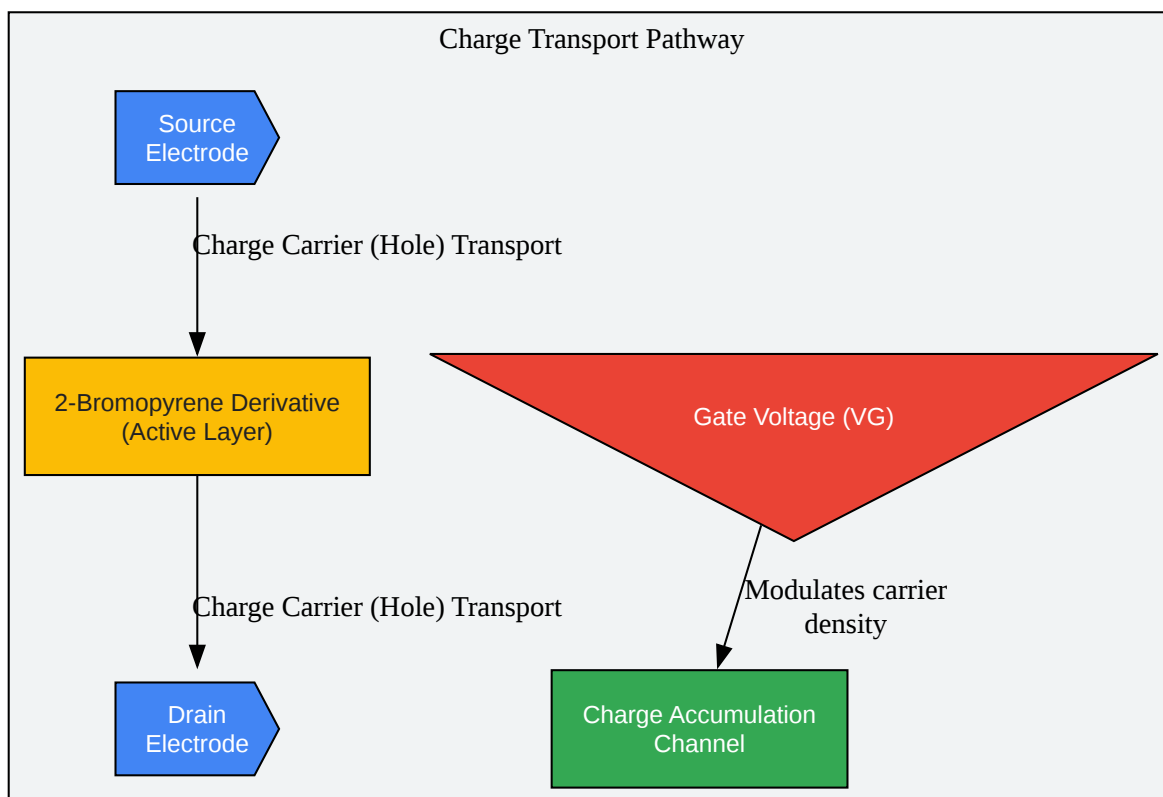 Charge Transport Pathway
Source
Electrode
Charge Carrier (Hole) Transport
2-Bromopyrene Derivative
(Active Layer)
Gate Voltage (VG)
Charge Carrier (Hole) Transport
Modulates carrier
density
Drain
Electrode
Charge Accumulation
Channel